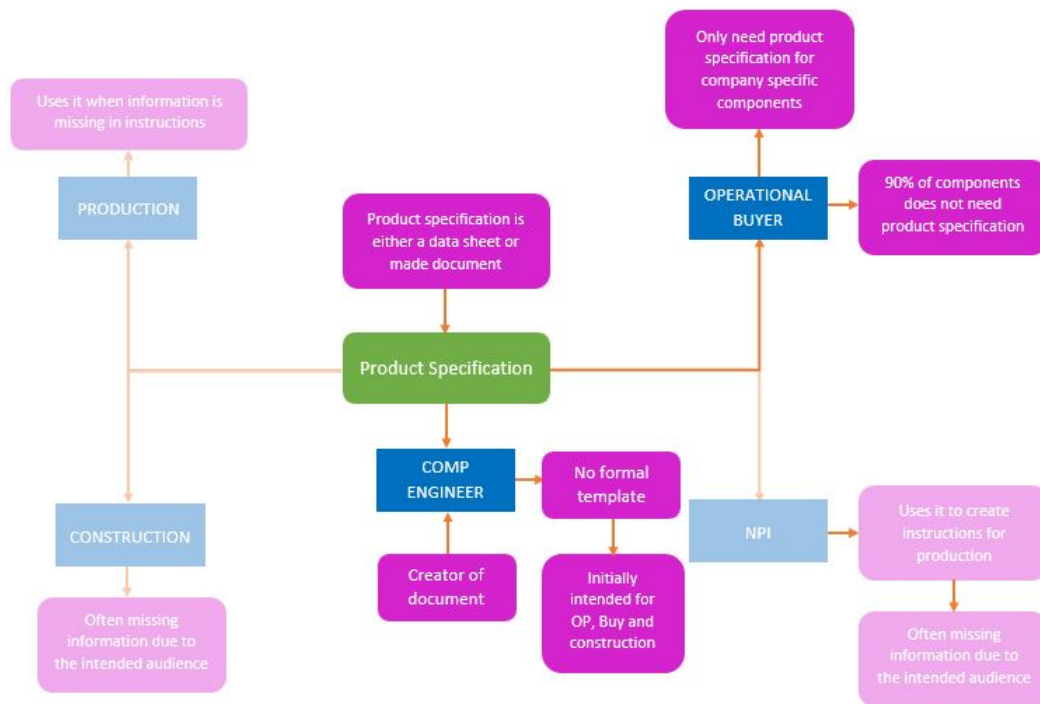 Only need product
specification for
company specific
components
Uses it when information is
missing in instructions
PRODUCTION
OPERATIONAL
BUYER
90% of components
does not need
product specification
Product specification is
either a data sheet or
made document
Product Specification
COMP
ENGINEER
No formal
template
Creator of
document
Initially
intended for
OP, Buy and
construction
CONSTRUCTION
Often missing
information due to
the intended audience
NPI
Uses it to create
instructions for
production
Often missing
information due to
the intended audience